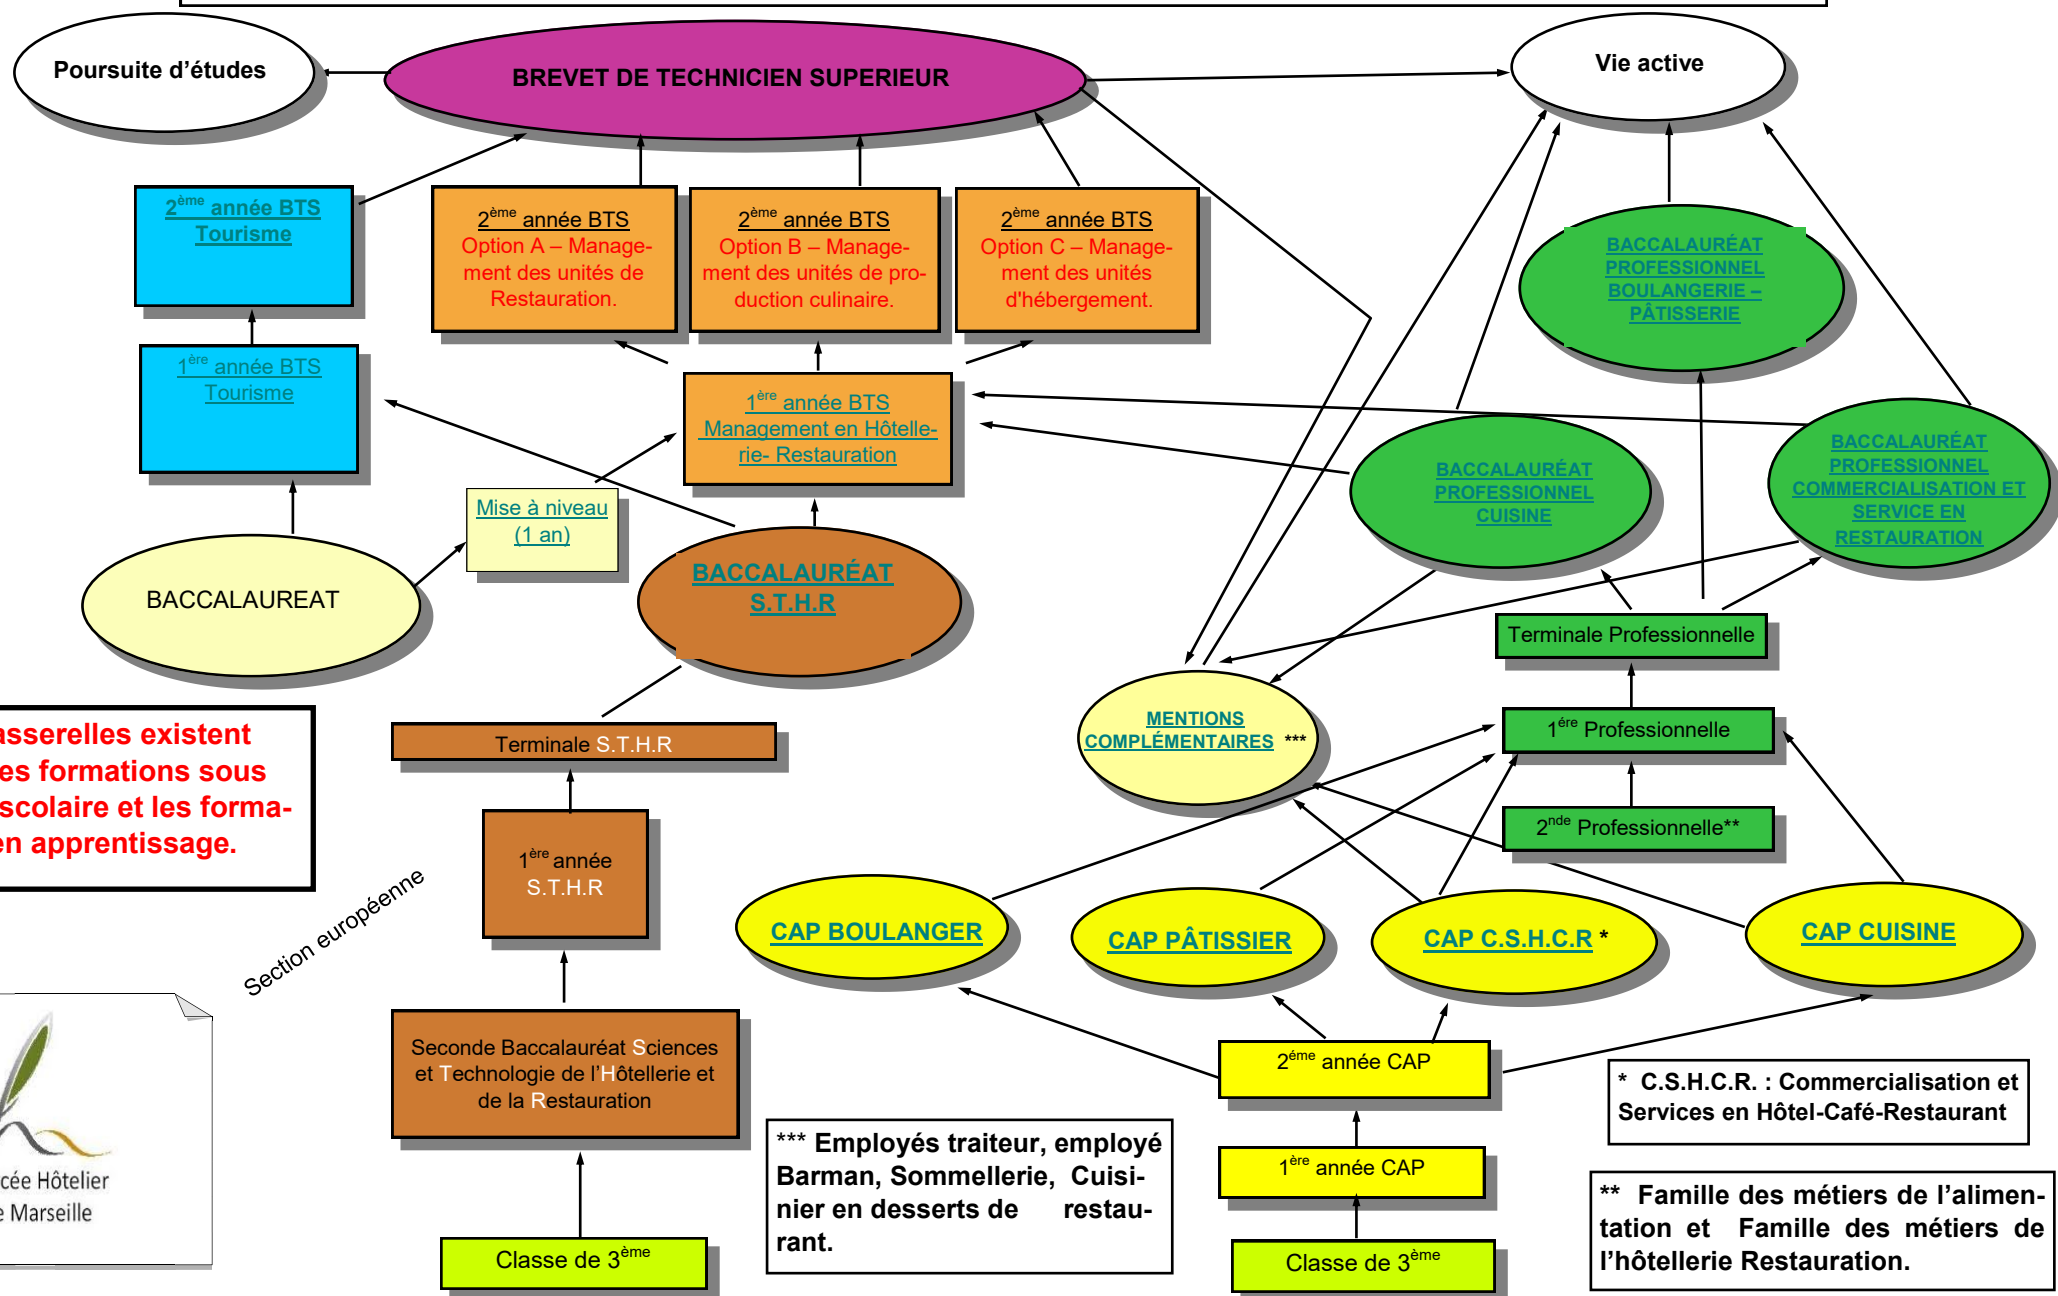 Poursuite d’études
BREVET DE TECHNICIEN SUPERIEUR
Vie active
2ème année BTS
Tourisme
2ème année BTS
Option A – Manage-
ment des unités de
Restauration.
2ème année BTS
Option B – Manage-
ment des unités de pro-
duction culinaire.
2ème année BTS
Option C – Manage-
ment des unités
d'hébergement.
BACCALAURÉAT
PROFESSIONNEL
BOULANGERIE –
PÂTISSERIE
1ère année BTS
Tourisme
1ère année BTS
Management en Hôtelle-
rie- Restauration
BACCALAURÉAT
PROFESSIONNEL
CUISINE
BACCALAURÉAT
PROFESSIONNEL
COMMERCIALISATION ET
SERVICE EN
RESTAURATION
Mise à niveau
(1 an)
BACCALAUREAT
BACCALAURÉAT
S.T.H.R
Terminale Professionnelle
MENTIONS
COMPLÉMENTAIRES ***
1ére Professionnelle
2nde Professionnelle**
Terminale S.T.H.R
asserelles existent
es formations sous
scolaire et les forma-
en apprentissage.
1ère année
S.T.H.R
Section européenne
CAP BOULANGER
CAP PÂTISSIER
CAP C.S.H.C.R *
CAP CUISINE
Seconde Baccalauréat Sciences
et Technologie de l’Hôtellerie et
de la Restauration
2éme année CAP
* C.S.H.C.R. : Commercialisation et
Services en Hôtel-Café-Restaurant
*** Employés traiteur, employé
Barman, Sommellerie, Cuisi-
nier en desserts de restau-
rant.
1ère année CAP
** Famille des métiers de l’alimen-
tation et Famille des métiers de
l’hôtellerie Restauration.
cée Hôtelier
e Marseille
Classe de 3ème
Classe de 3ème